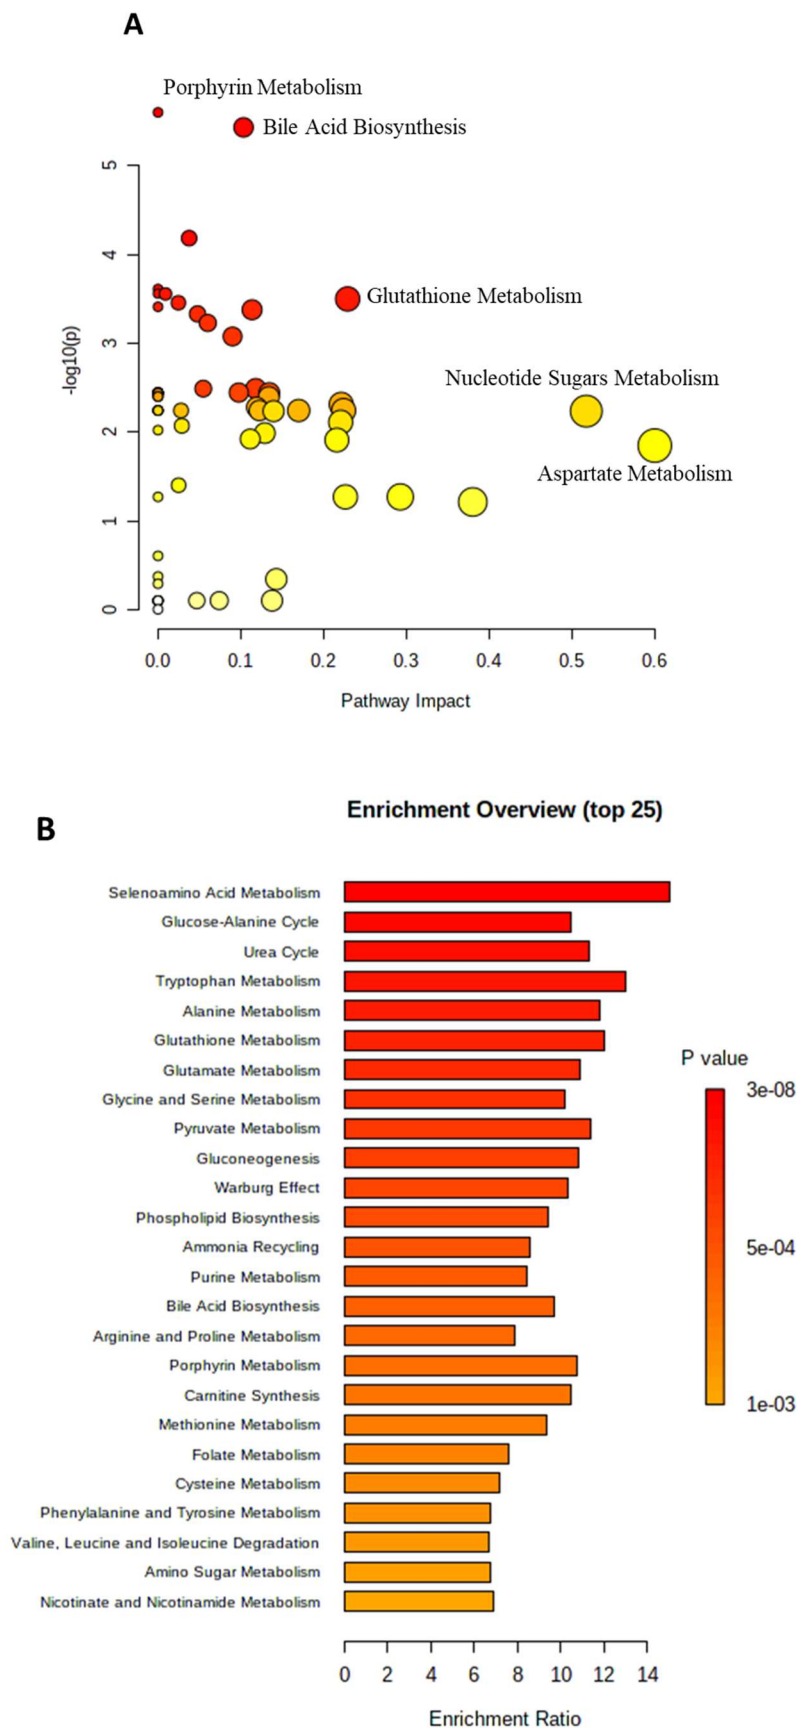 A
Porphyrin Metabolism
Bile Acid Biosynthesis
5
4
Glutathione Metabolism
3
-log10(p)
Nucleotide Sugars Metabolism
2
Aspartate Metabolism
1
0
0.0 0.1 0.2 0.3 0.4 0.5 0.6
Pathway Impact
Enrichment Overview (top 25)
B
Selenoamino Acid Metabolism
Glucose-Alanine Cycle
Urea Cycle
Tryptophan Metabolism
Alanine Metabolism
Glutathione Metabolism
Glutamate Metabolism
Glycine and Serine Metabolism
Pyruvate Metabolism
Gluconeogenesis
Warburg Effect
Phospholipid Biosynthesis
Ammonia Recycling
Purine Metabolism
Bile Acid Biosynthesis
Arginine and Proline Metabolism
Porphyrin Metabolism
Carnitine Synthesis
Methionine Metabolism
Folate Metabolism
Cysteine Metabolism
Phenylalanine and Tyrosine Metabolism
Valine, Leucine and Isoleucine Degradation
Amino Sugar Metabolism
Nicotinate and Nicotinamide Metabolism
P value
3e-08
5e-04
1e-03
0 2 4 6 8 10 12 14
Enrichment Ratio